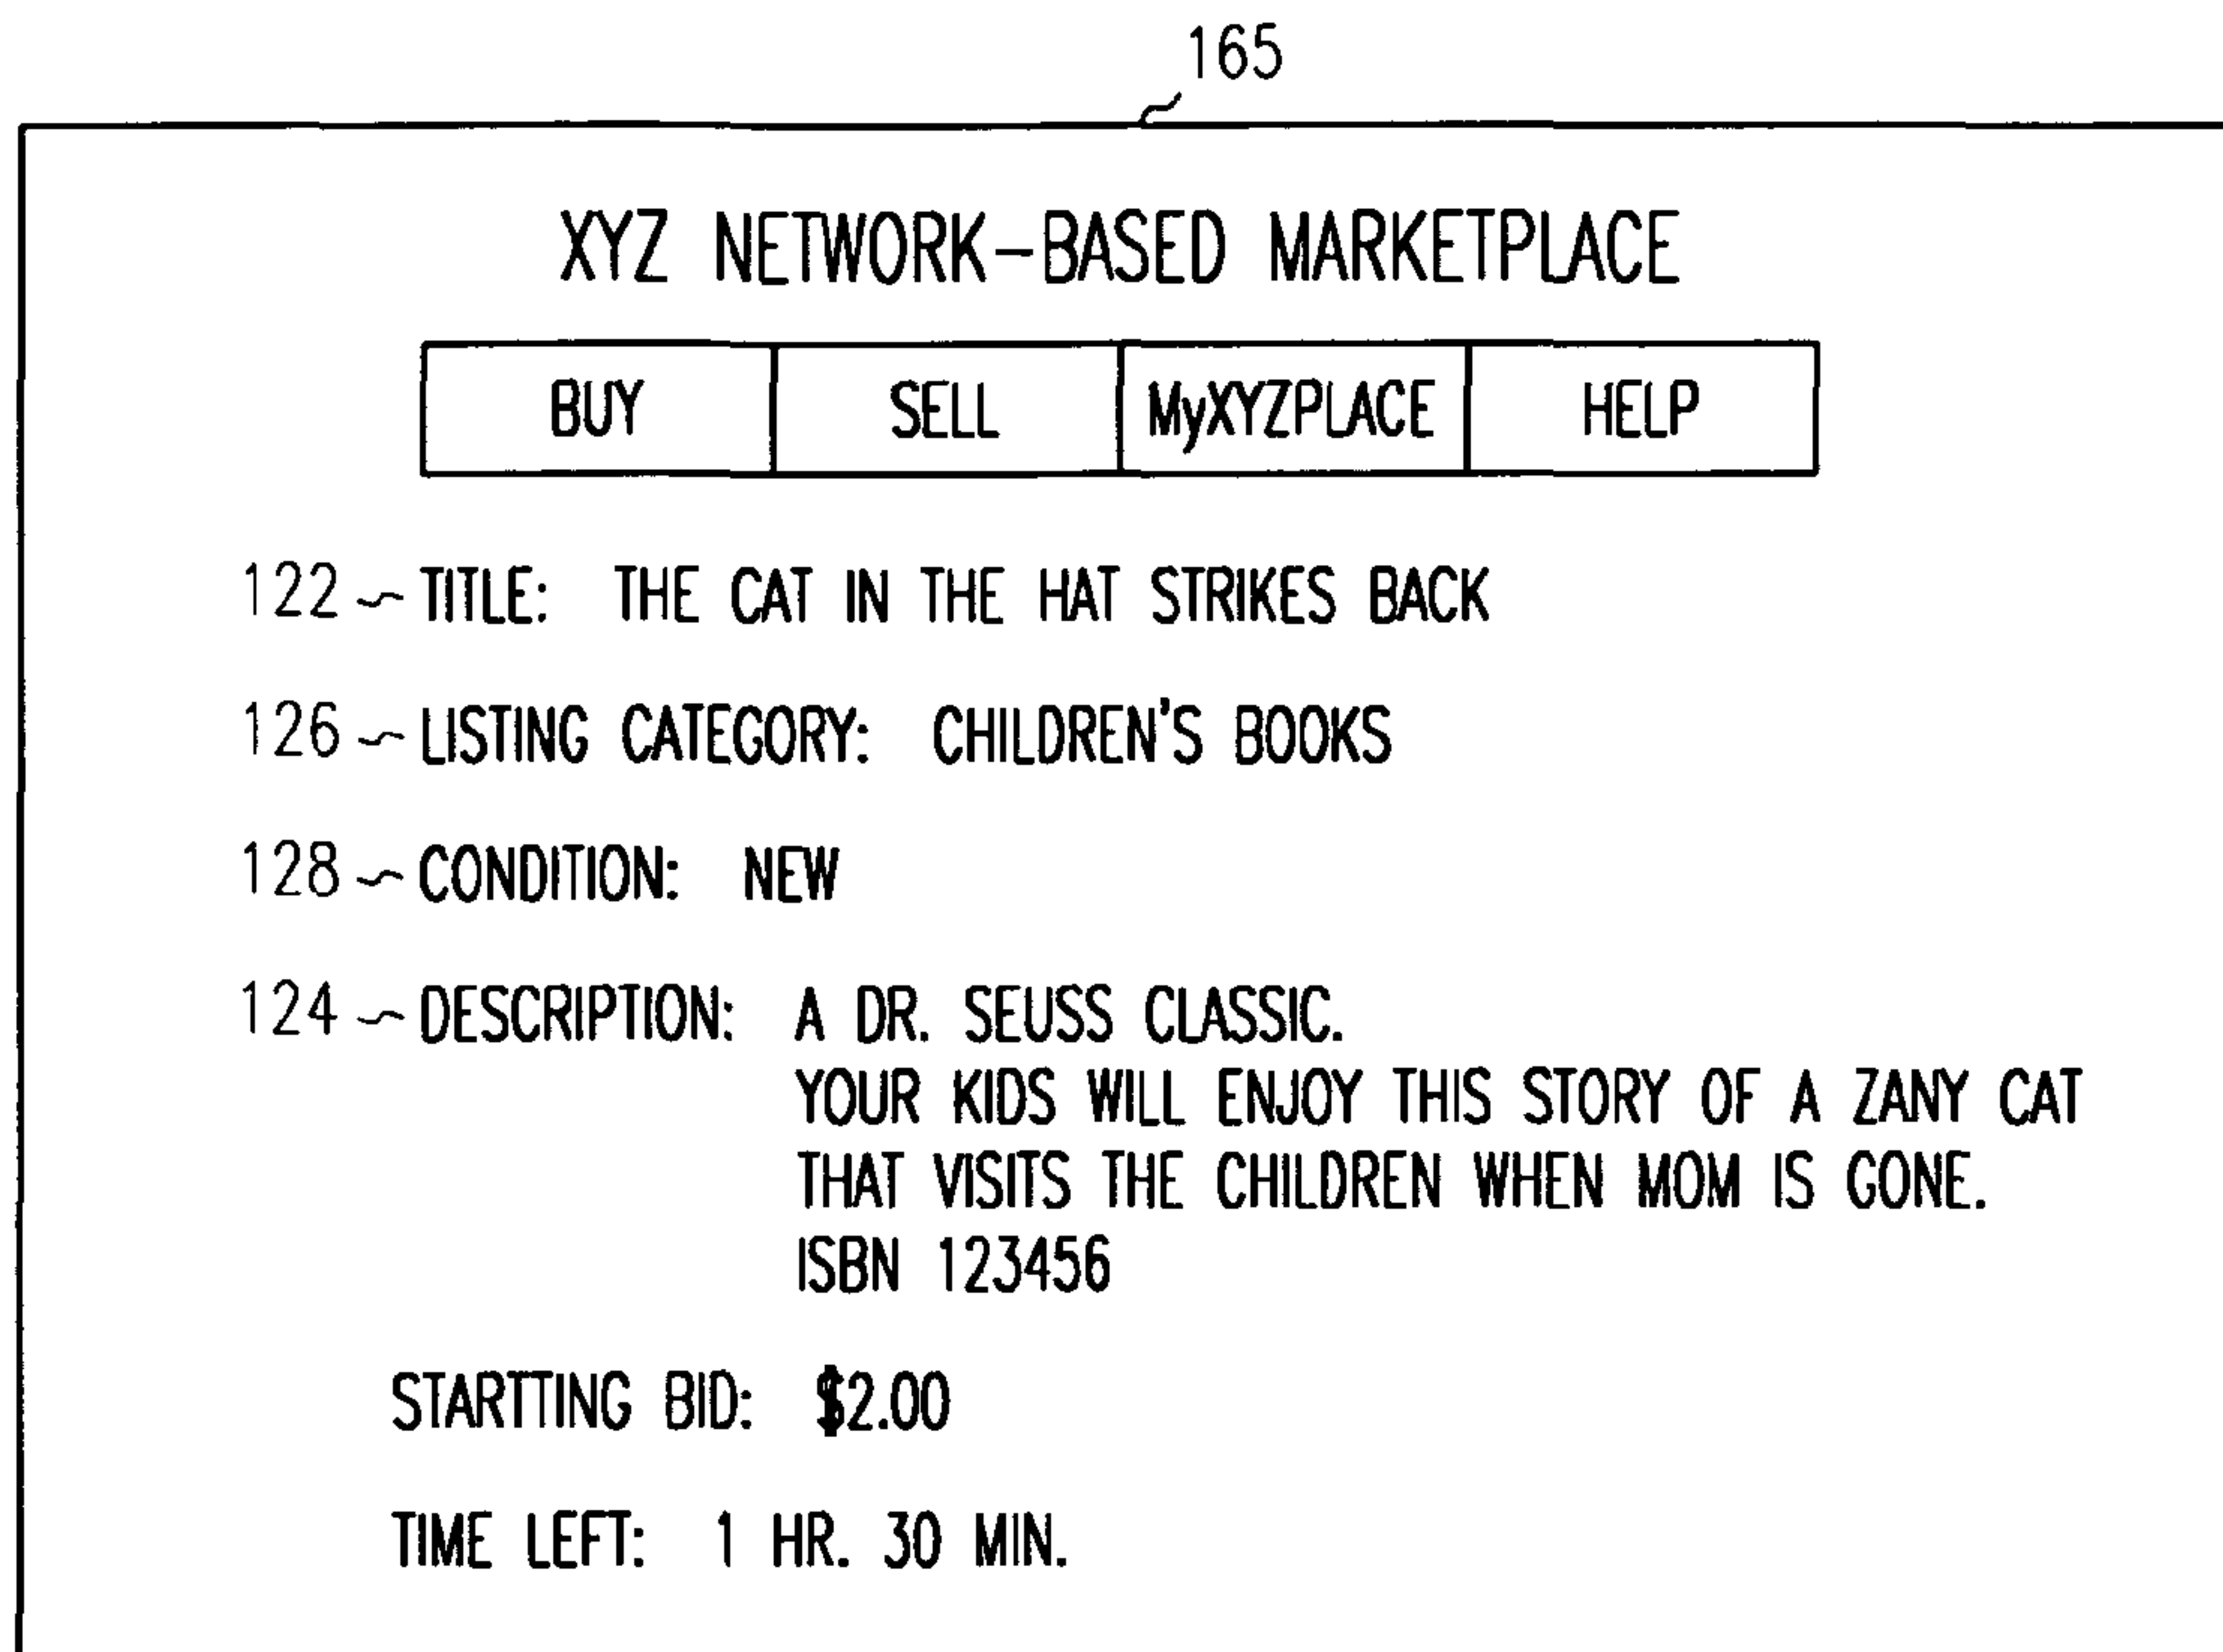 165
XYZ NETWORK-BASED MARKETPLACE
BUY SELL MyXYZPLACE HELP
122 TITLE: THE CAT IN THE HAT STRIKES BACK
126 LISTING CATEGORY: CHILDREN'S BOOKS
128 CONDITION: NEW
124 DESCRIPTION: A DR. SEUSS CLASSIC.
YOUR KIDS WILL ENJOY THIS STORY OF A ZANY CAT
THAT VISITS THE CHILDREN WHEN MOM IS GONE.
ISBN 123456
STARTTING BID: $2.00
TIME LEFT: 1 HR. 30 MIN.